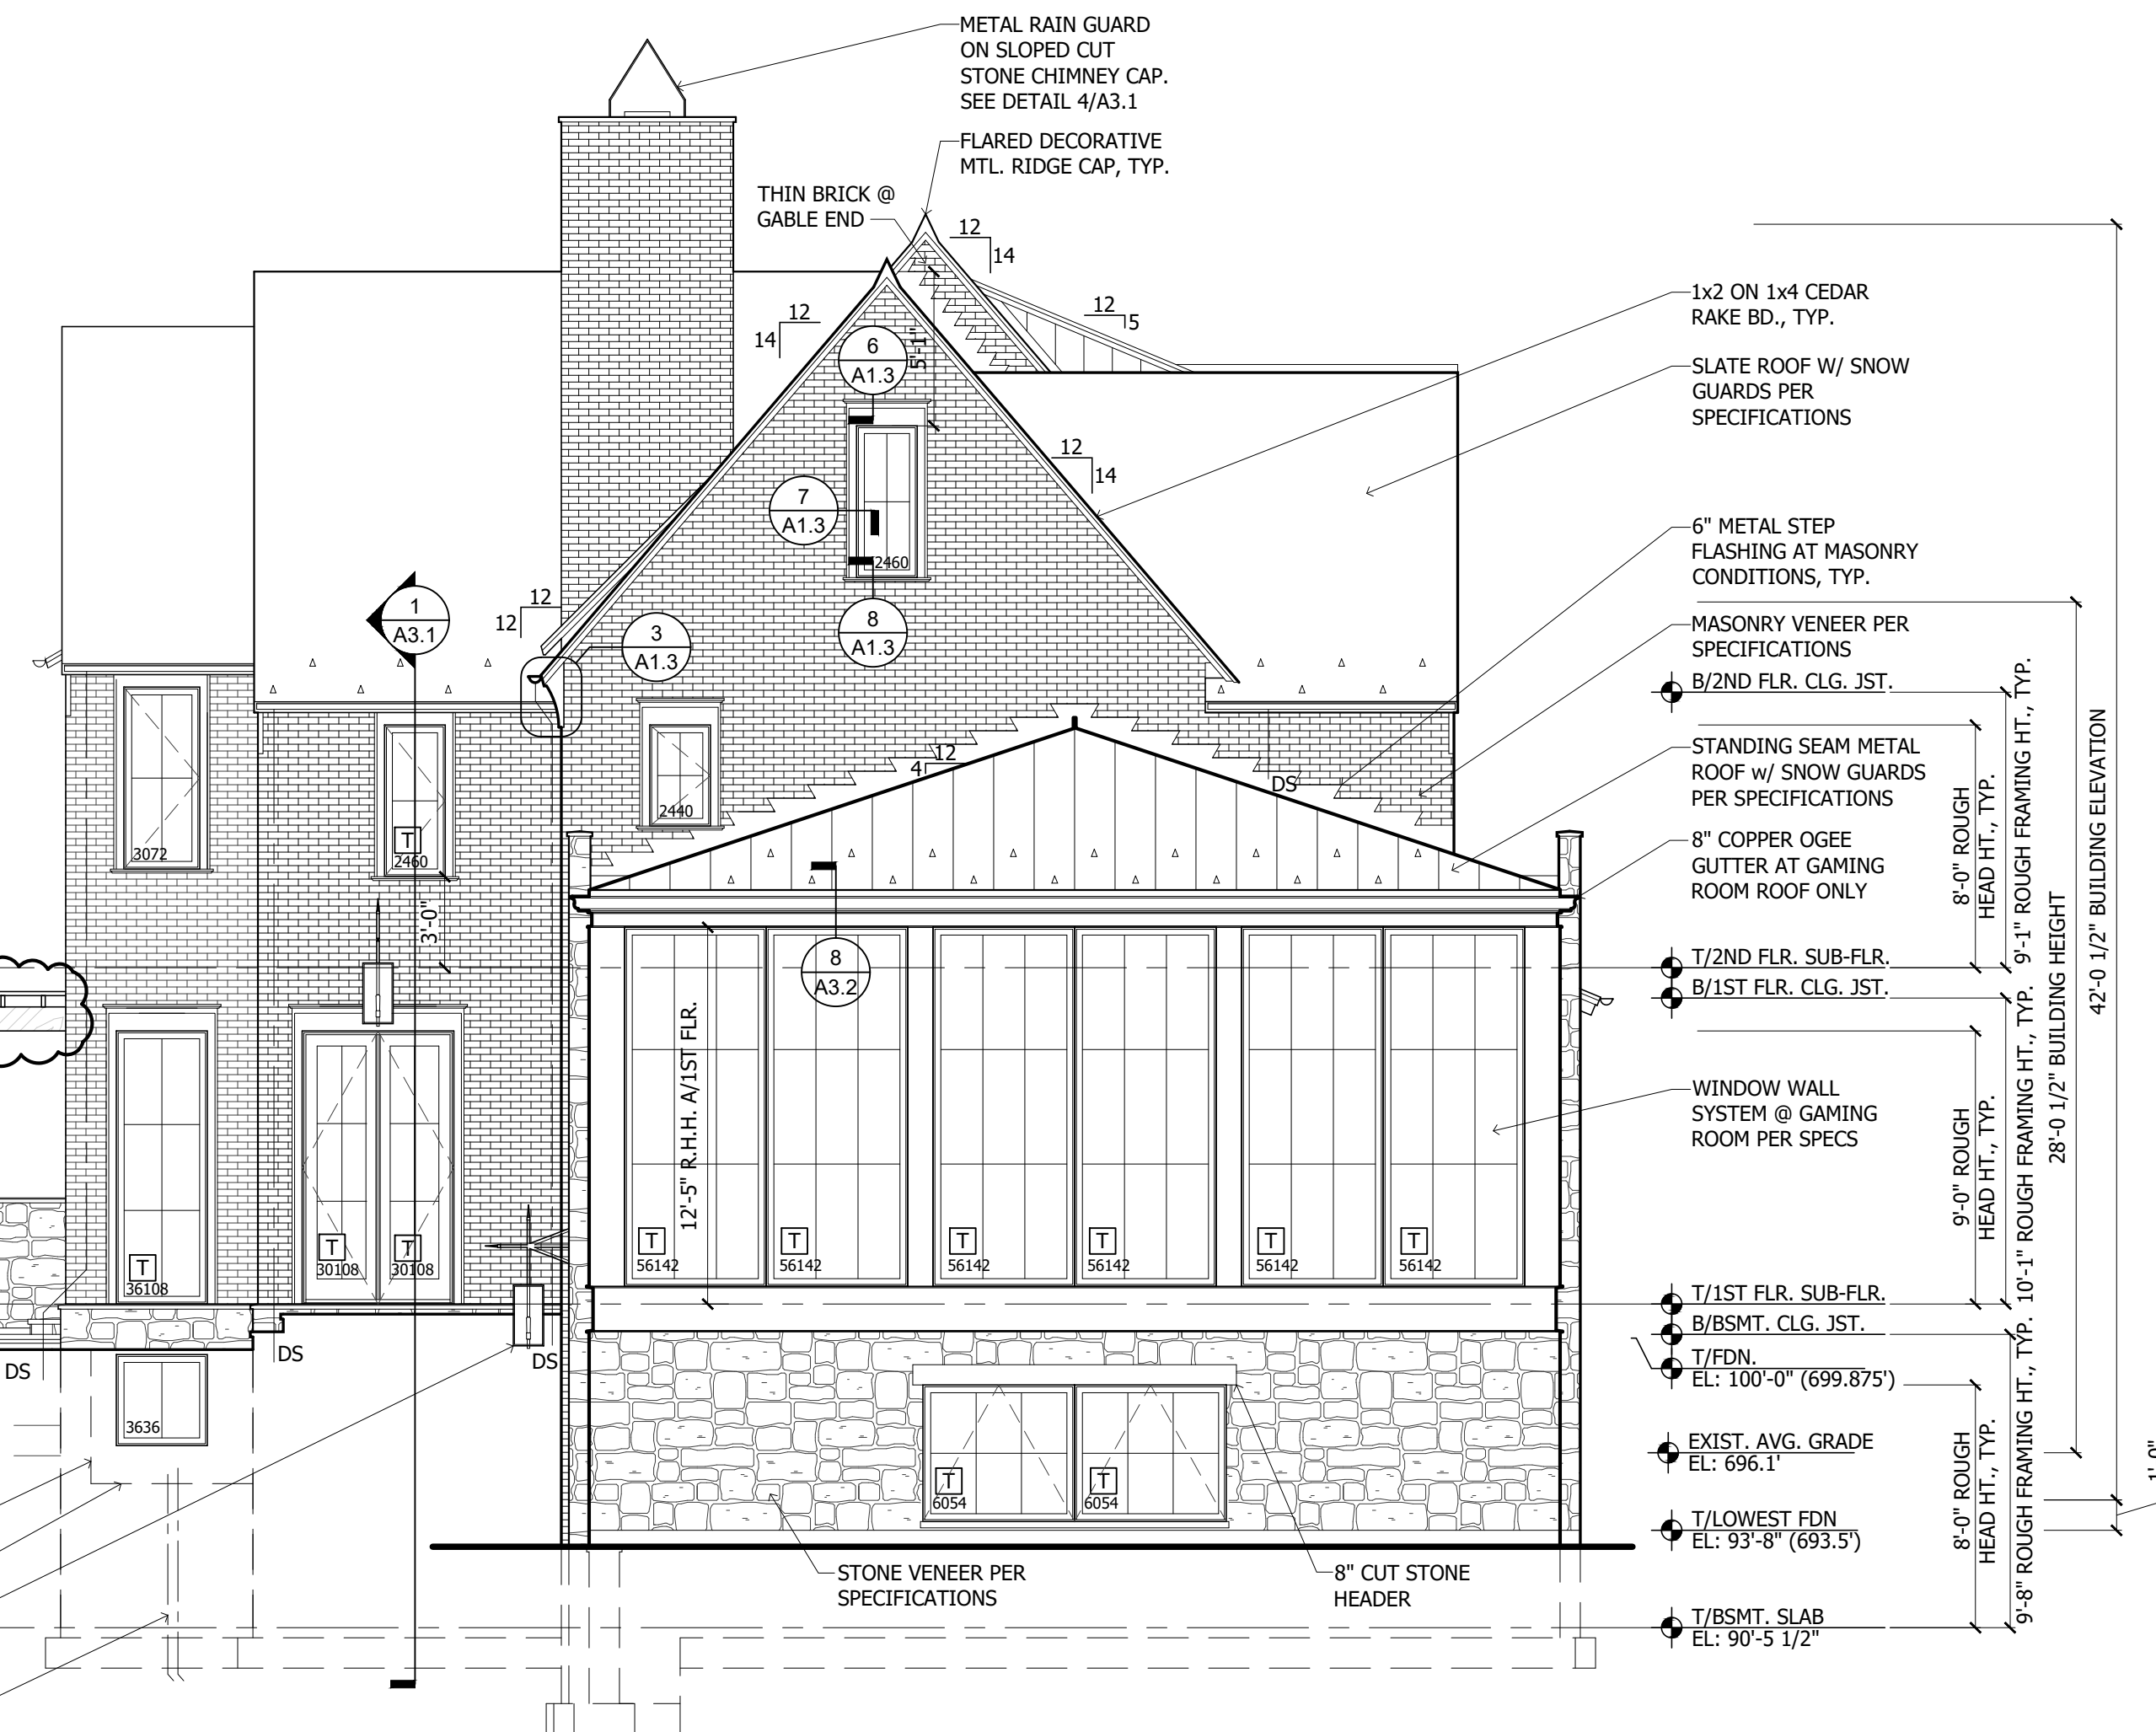 METAL RAIN GUARD
ON SLOPED CUT
STONE CHIMNEY CAP.
SEE DETAIL 4/A3.1
FLARED DECORATIVE
MTL. RIDGE CAP, TYP.
THIN BRICK @
GABLE END
12
14
12
5
12
14
5'-1"
6
A1.3
12
14
7
A1.3
2460
8
A1.3
12
12
3
A1.3
1
A3.1
1x2 ON 1x4 CEDAR
RAKE BD., TYP.
SLATE ROOF W/ SNOW
GUARDS PER
SPECIFICATIONS
6" METAL STEP
FLASHING AT MASONRY
CONDITIONS, TYP.
MASONRY VENEER PER
SPECIFICATIONS
B/2ND FLR. CLG. JST.
STANDING SEAM METAL
ROOF w/ SNOW GUARDS
PER SPECIFICATIONS
8" COPPER OGEE
GUTTER AT GAMING
ROOM ROOF ONLY
T/2ND FLR. SUB-FLR.
B/1ST FLR. CLG. JST.
WINDOW WALL
SYSTEM @ GAMING
ROOM PER SPECS
T/1ST FLR. SUB-FLR.
B/BSMT. CLG. JST.
T/FDN.
EL: 100'-0" (699.875')
EXIST. AVG. GRADE
EL: 696.1'
T/LOWEST FDN
EL: 93'-8" (693.5')
T/BSMT. SLAB
EL: 90'-5 1/2"
8'-0" ROUGH
HEAD HT., TYP.
9'-1" ROUGH FRAMING HT., TYP.
9'-0" ROUGH
HEAD HT., TYP.
10'-1" ROUGH FRAMING HT., TYP.
8'-0" ROUGH
HEAD HT., TYP.
9'-8" ROUGH FRAMING HT., TYP.
28'-0 1/2" BUILDING HEIGHT
42'-0 1/2" BUILDING ELEVATION
1'-0"
12
4
DS
2440
3072
T
2460
3'-0"
8
A3.2
12'-5" R.H.H. A/1ST FLR.
T
56142
T
56142
T
56142
T
56142
T
56142
T
56142
T
36108
T
30108
T
30108
DS
DS
DS
3636
T
6054
T
6054
STONE VENEER PER
SPECIFICATIONS
8" CUT STONE
HEADER